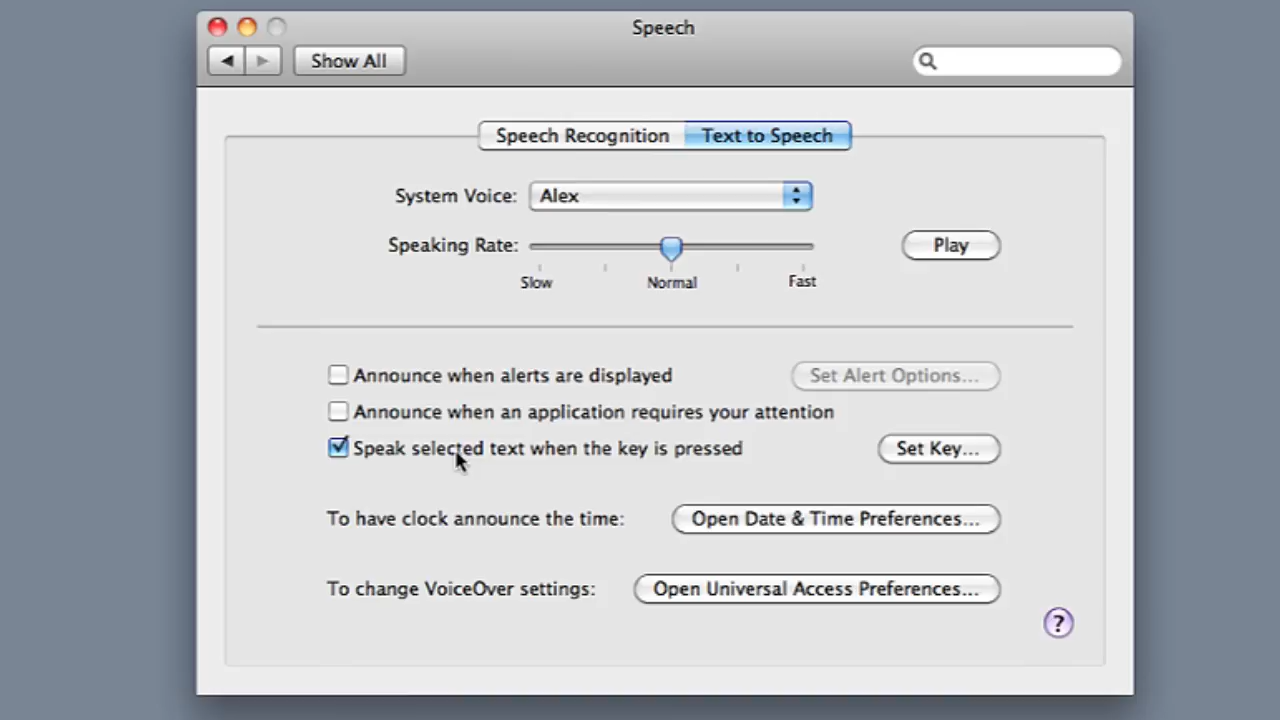 Speech
Show All
Speech Recognition Text to Speech
System Voice: Alex
Speaking Rate: Play
Slow Normal Fast
Announce when alerts are displayed Set Alert Options...
Announce when an application requires your attention
Speak selected text when the key is pressed Set Key...
To have clock announce the time: Open Date & Time Preferences...
To change VoiceOver settings: Open Universal Access Preferences...
?